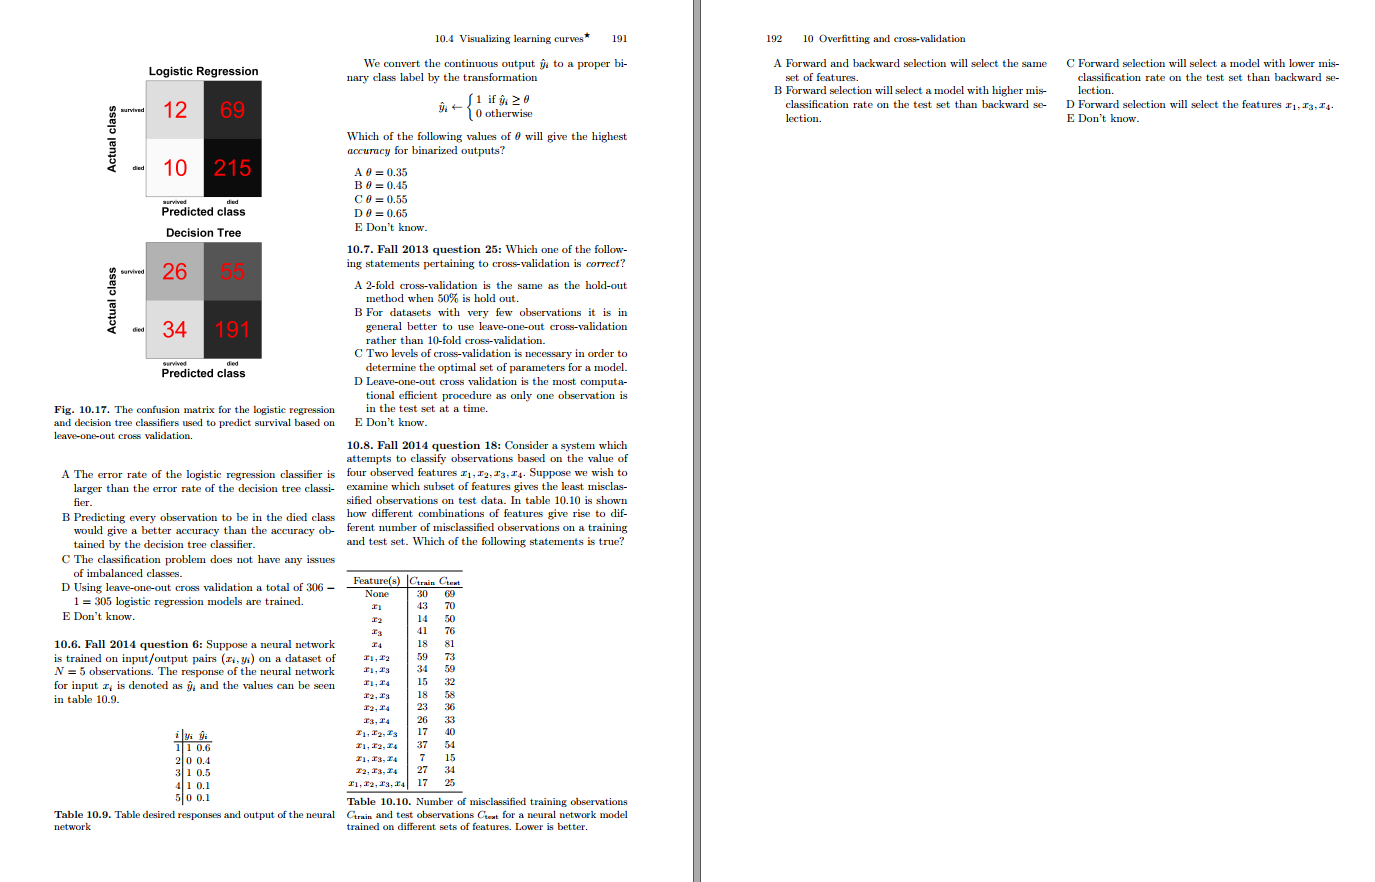 10.4 Visualizing learning curves★ 191
Logistic Regression
Actual class
survived
12 69
died
10 215
survived died
Predicted class
Decision Tree
Actual class
survived
26 55
died
34 191
survived died
Predicted class
Fig. 10.17. The confusion matrix for the logistic regression
and decision tree classifiers used to predict survival based on
leave-one-out cross validation.
A The error rate of the logistic regression classifier is
larger than the error rate of the decision tree classi-
fier.
B Predicting every observation to be in the died class
would give a better accuracy than the accuracy ob-
tained by the decision tree classifier.
C The classification problem does not have any issues
of imbalanced classes.
D Using leave-one-out cross validation a total of 306 −
1 = 305 logistic regression models are trained.
E Don't know.
10.6. Fall 2014 question 6: Suppose a neural network
is trained on input/output pairs (xᵢ, yᵢ) on a dataset of
N = 5 observations. The response of the neural network
for input xᵢ is denoted as ŷᵢ and the values can be seen
in table 10.9.
i yᵢ ŷᵢ
1 1 0.6
2 0 0.4
3 1 0.5
4 1 0.1
5 0 0.1
Table 10.9. Table desired responses and output of the neural
network
We convert the continuous output ŷᵢ to a proper bi-
nary class label by the transformation
ŷᵢ ← { 1 if ŷᵢ ≥ θ
0 otherwise
Which of the following values of θ will give the highest
accuracy for binarized outputs?
A θ = 0.35
B θ = 0.45
C θ = 0.55
D θ = 0.65
E Don't know.
10.7. Fall 2013 question 25: Which one of the follow-
ing statements pertaining to cross-validation is correct?
A 2-fold cross-validation is the same as the hold-out
method when 50% is hold out.
B For datasets with very few observations it is in
general better to use leave-one-out cross-validation
rather than 10-fold cross-validation.
C Two levels of cross-validation is necessary in order to
determine the optimal set of parameters for a model.
D Leave-one-out cross validation is the most computa-
tional efficient procedure as only one observation is
in the test set at a time.
E Don't know.
10.8. Fall 2014 question 18: Consider a system which
attempts to classify observations based on the value of
four observed features x₁, x₂, x₃, x₄. Suppose we wish to
examine which subset of features gives the least misclas-
sified observations on test data. In table 10.10 is shown
how different combinations of features give rise to dif-
ferent number of misclassified observations on a training
and test set. Which of the following statements is true?
Feature(s) Ctrain Ctest
None 30 69
x₁ 43 70
x₂ 14 50
x₃ 41 76
x₄ 18 81
x₁, x₂ 59 73
x₁, x₃ 34 59
x₁, x₄ 15 32
x₂, x₃ 18 58
x₂, x₄ 23 36
x₃, x₄ 26 33
x₁, x₂, x₃ 17 40
x₁, x₂, x₄ 37 54
x₁, x₃, x₄ 7 15
x₂, x₃, x₄ 27 34
x₁, x₂, x₃, x₄ 17 25
Table 10.10. Number of misclassified training observations
Ctrain and test observations Ctest for a neural network model
trained on different sets of features. Lower is better.
192 10 Overfitting and cross-validation
A Forward and backward selection will select the same
set of features.
B Forward selection will select a model with higher mis-
classification rate on the test set than backward se-
lection.
C Forward selection will select a model with lower mis-
classification rate on the test set than backward se-
lection.
D Forward selection will select the features x₁, x₃, x₄.
E Don't know.